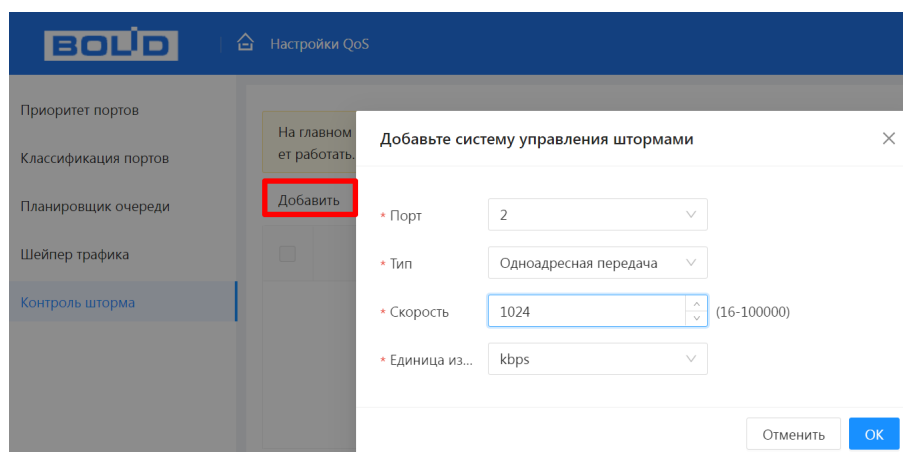 BOLID
Настройки QoS
Приоритет портов
Классификация портов
Планировщик очереди
Шейпер трафика
Контроль шторма
На главном
ет работать.
Добавить
Добавьте систему управления штормами
* Порт 2
* Тип Одноадресная передача
* Скорость 1024 (16-100000)
* Единица из... kbps
Отменить OK